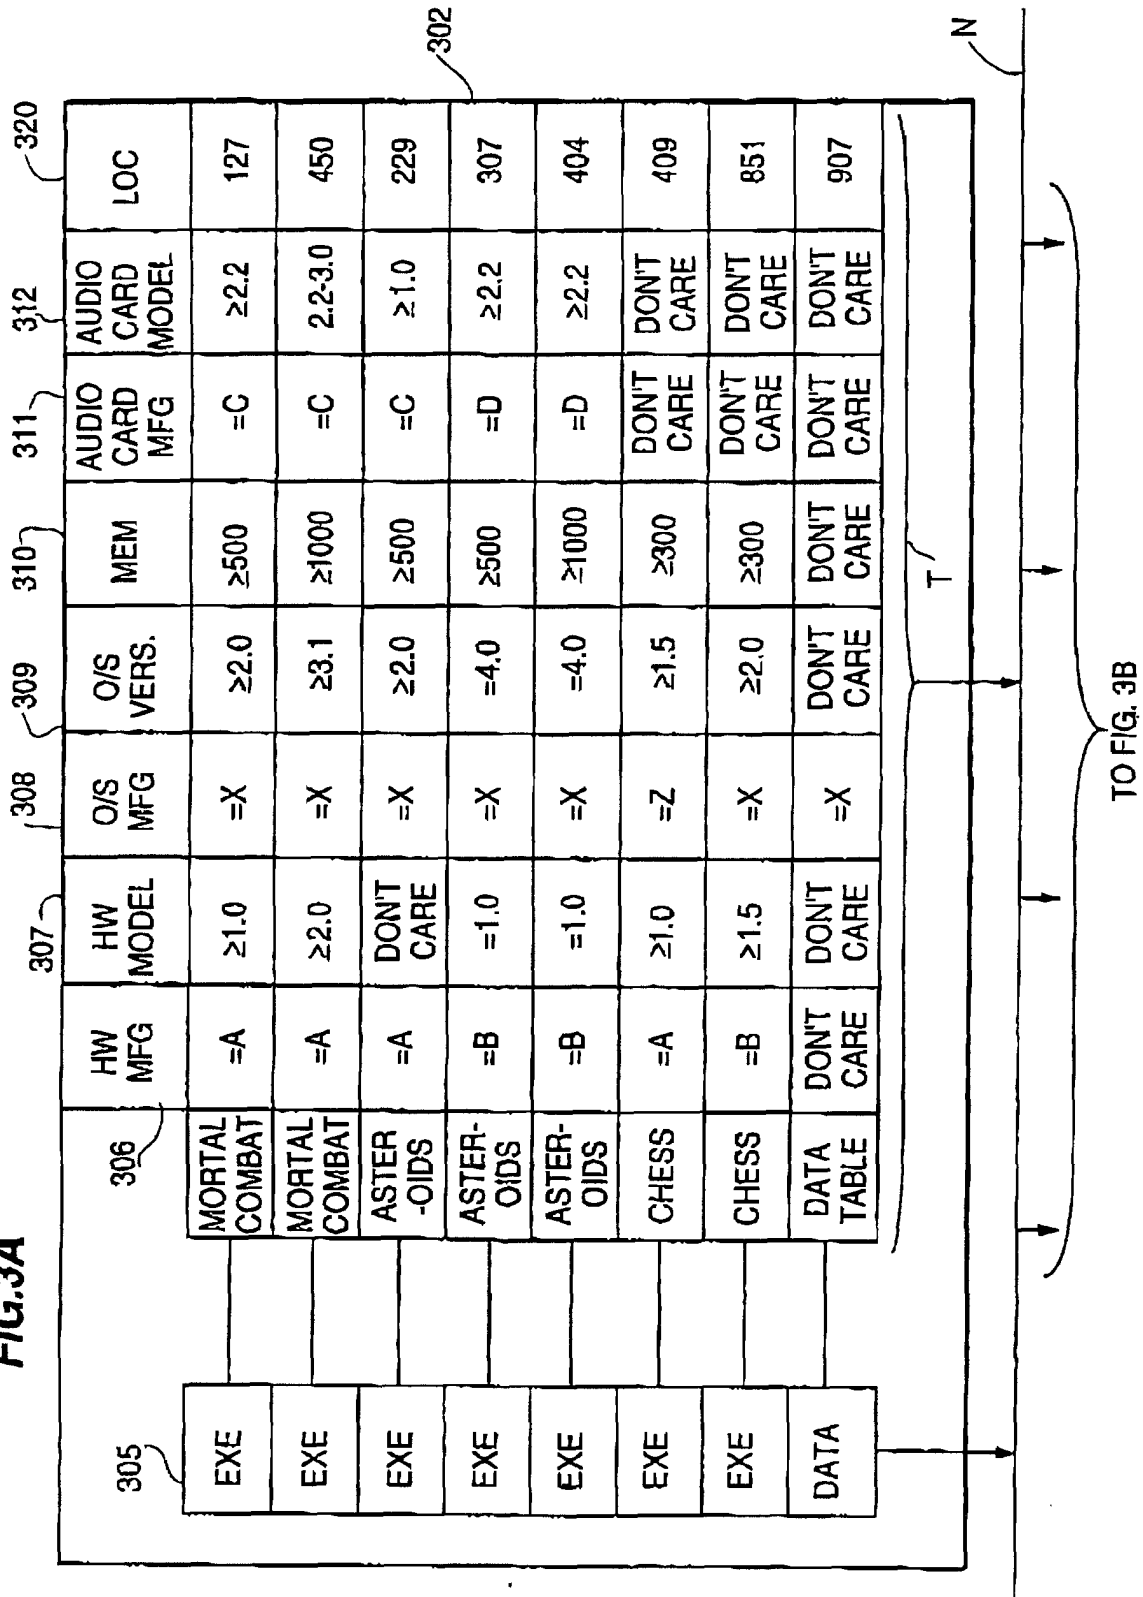 FIG.3A
305
306
307
308
309
310
311
312
320
HW MFG
HW MODEL
O/S MFG
O/S VERS.
MEM
AUDIO CARD MFG
AUDIO CARD MODEL
LOC
EXE
MORTAL COMBAT
=A
≥1.0
=X
≥2.0
≥500
=C
≥2.2
127
EXE
MORTAL COMBAT
=A
≥2.0
=X
≥3.1
≥1000
=C
2.2-3.0
450
EXE
ASTER
-OIDS
=A
DON'T CARE
=X
≥2.0
≥500
=C
≥1.0
229
EXE
ASTER-
OIDS
=B
=1.0
=X
=4.0
≥500
=D
≥2.2
307
302
EXE
ASTER-
OIDS
=B
=1.0
=X
=4.0
≥1000
=D
≥2.2
404
EXE
CHESS
=A
≥1.0
=Z
≥1.5
≥300
DON'T CARE
DON'T CARE
409
EXE
CHESS
=B
≥1.5
=X
≥2.0
≥300
DON'T CARE
DON'T CARE
851
DATA
DATA TABLE
DON'T CARE
DON'T CARE
=X
DON'T CARE
DON'T CARE
DON'T CARE
DON'T CARE
907
T
N
TO FIG. 3B